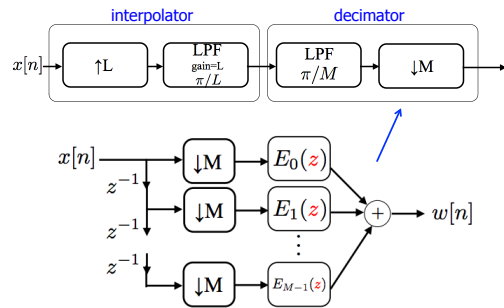 interpolator decimator
x[n] ↑L LPF gain=L π/L LPF π/M ↓M
x[n] ↓M E₀(z)
z⁻¹
↓M E₁(z) + w[n]
z⁻¹
⋮
z⁻¹
↓M E_{M−1}(z)